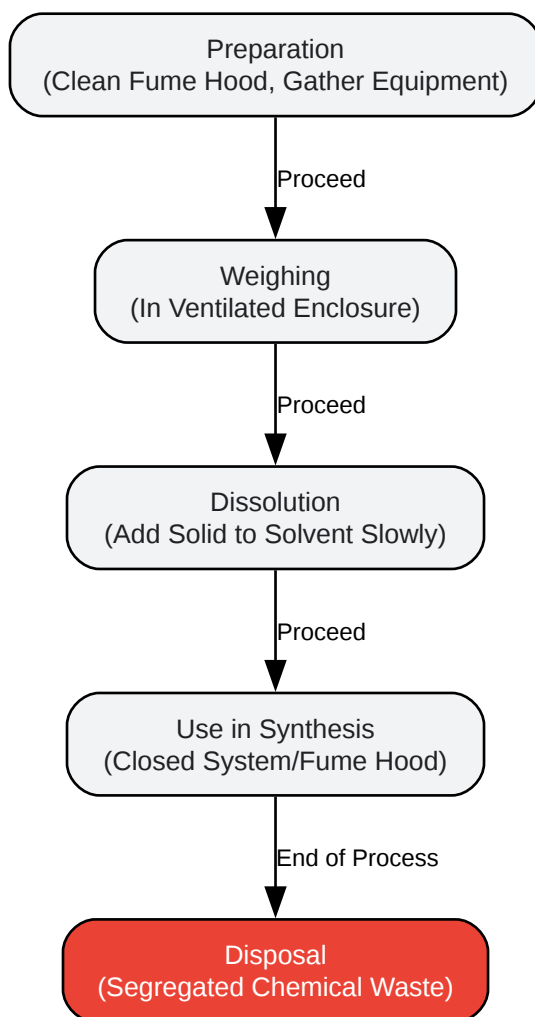 Preparation
(Clean Fume Hood, Gather Equipment)
Proceed
Weighing
(In Ventilated Enclosure)
Proceed
Dissolution
(Add Solid to Solvent Slowly)
Proceed
Use in Synthesis
(Closed System/Fume Hood)
End of Process
Disposal
(Segregated Chemical Waste)